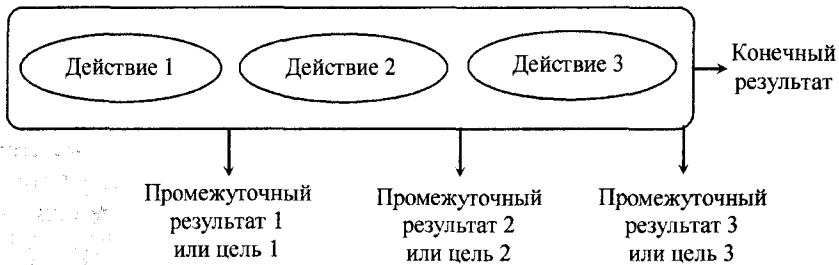 Действие 1
Действие 2
Действие 3
Конечный
результат
Промежуточный
результат 1
или цель 1
Промежуточный
результат 2
или цель 2
Промежуточный
результат 3
или цель 3